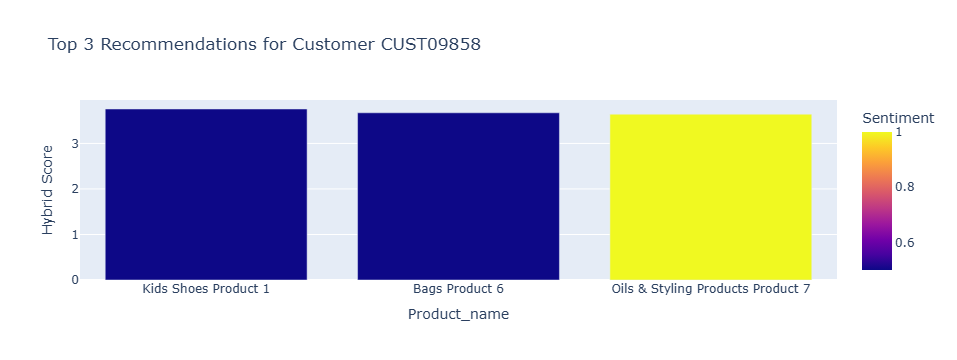 Top 3 Recommendations for Customer CUST09858
Sentiment
Hybrid Score
3
2
1
0
1
0.8
0.6
Kids Shoes Product 1
Bags Product 6
Oils & Styling Products Product 7
Product_name